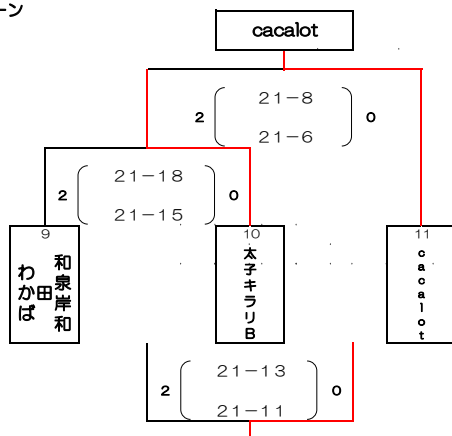 ーン
cacalot
2 21-8 0
21-6
2 21-18 0
21-15
9 10 11
和泉岸和
田
わかば
太子キラリB
cacalot
2 21-13 0
21-11